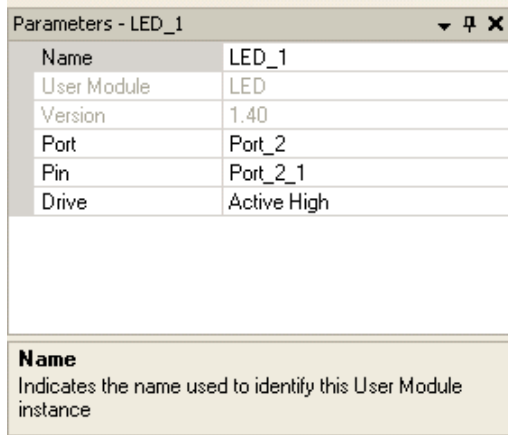 Parameters - LED_1
Name LED_1
User Module LED
Version 1.40
Port Port_2
Pin Port_2_1
Drive Active High
Name
Indicates the name used to identify this User Module
instance